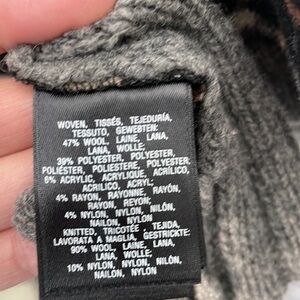 WOVEN, TISSÉS, TEJEDURÍA,
TESSUTO, GEWEBTEN:
47% WOOL, LAINE, LANA,
LANA, WOLLE;
39% POLYESTER, POLYESTER,
POLIÉSTER, POLIESTERE, POLYESTER;
6% ACRYLIC, ACRYLIQUE, ACRÍLICO,
ACRILICO, ACRYL;
4% RAYON, RAYONNE, RAYÓN,
RAYON, REYON;
4% NYLON, NYLON, NILÓN,
NAILON, NYLON
KNITTED, TRICOTÉE, TEJIDA,
LAVORATA A MAGLIA, GESTRICKTE:
90% WOOL, LAINE, LANA,
LANA, WOLLE;
10% NYLON, NYLON, NILÓN,
NAILON, NYLON